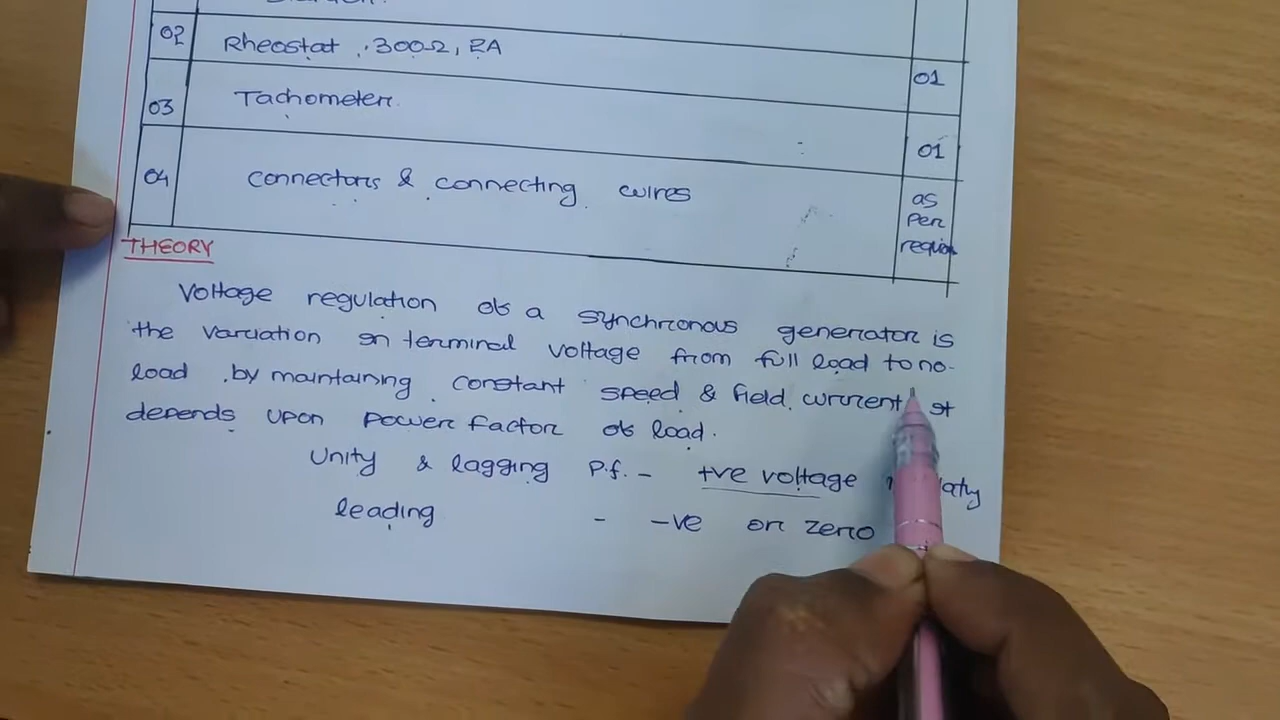 02 Rheostat, 300Ω, 2A 01
03 Tachometer. 01
04 connectors & connecting wires as per requi
THEORY
Voltage regulation of a synchronous generator is
the variation in terminal voltage from full load to no-
load by maintaining constant speed & field current it
depends upon power factor of load.
Unity & lagging P.f. - +ve voltage
leading - -ve or zero